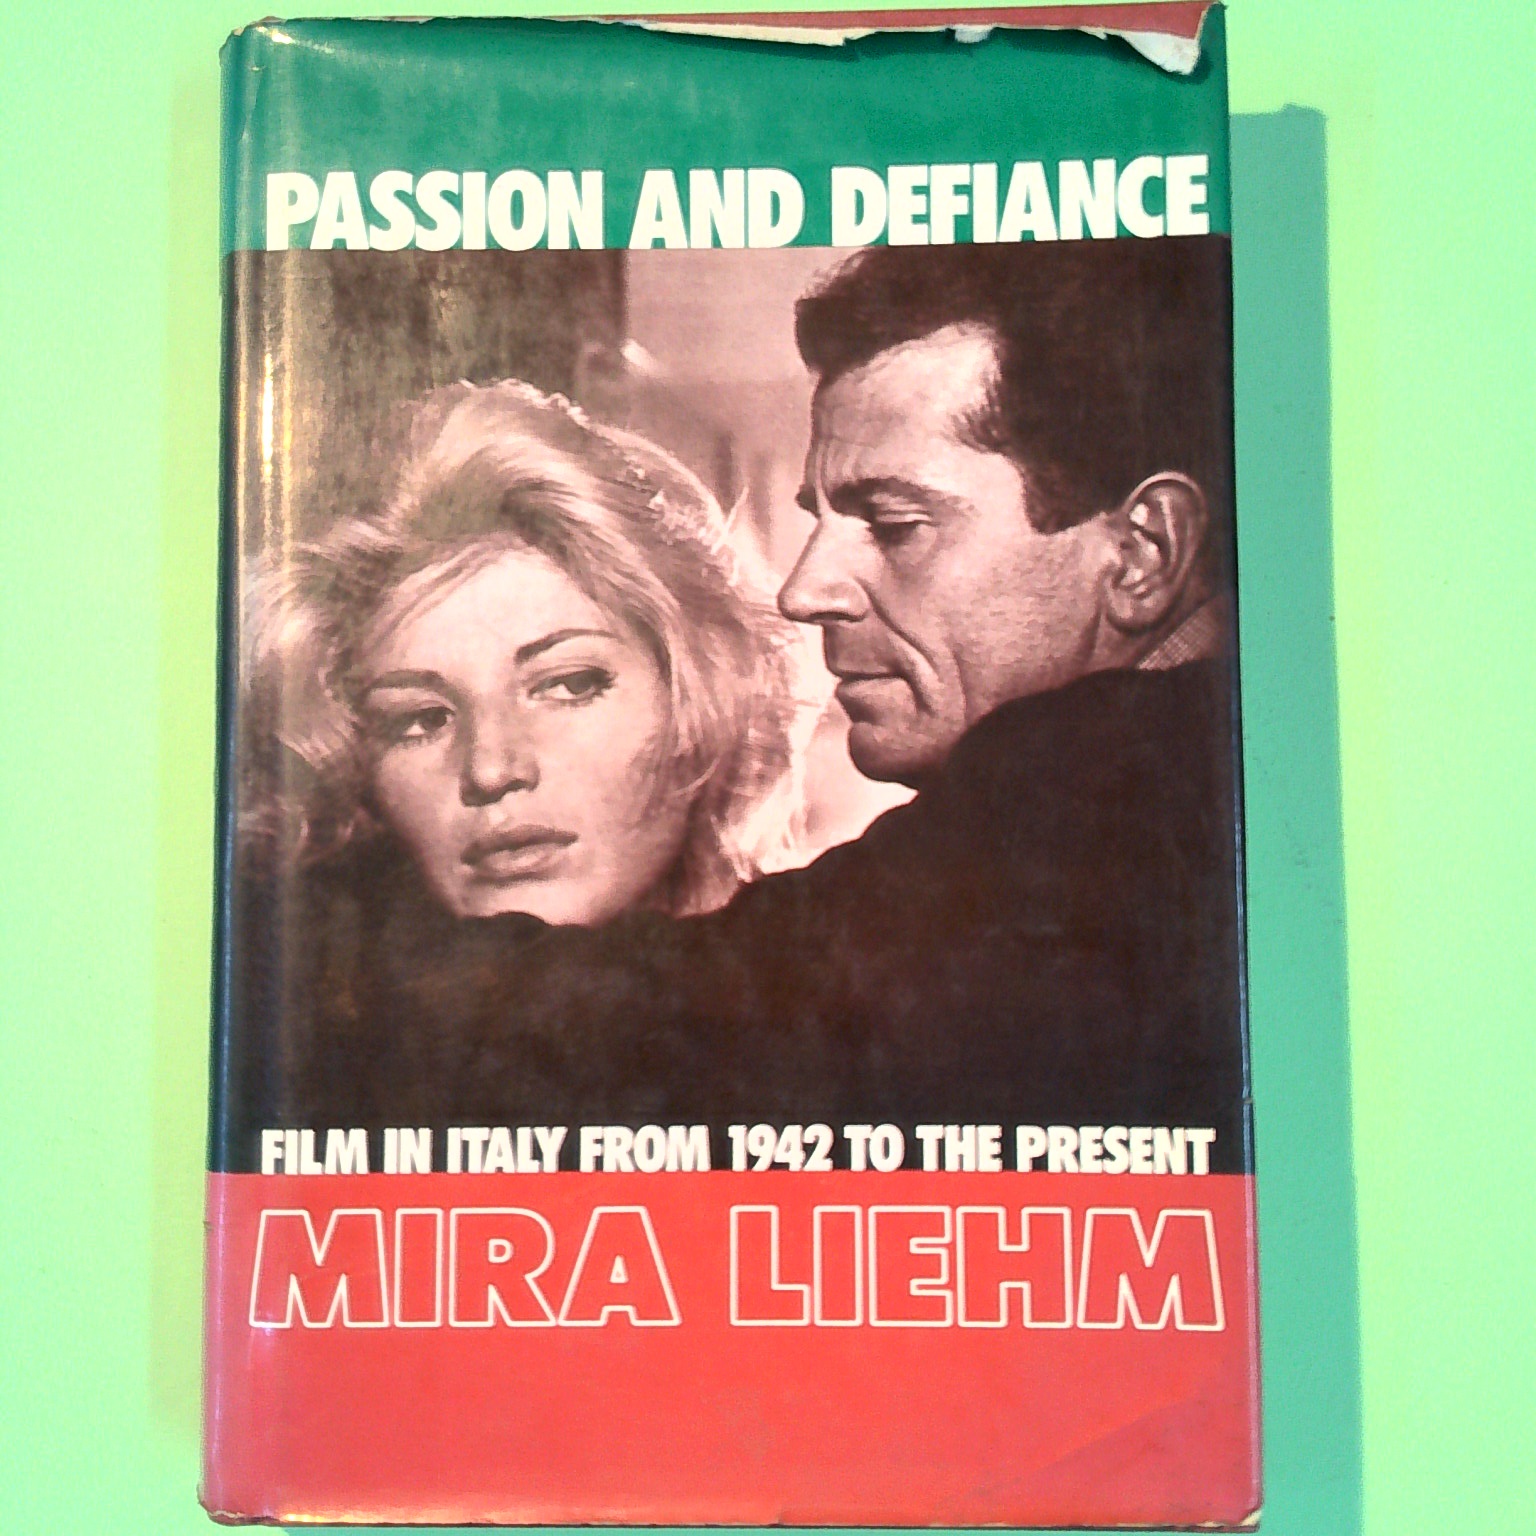 PASSION AND DEFIANCE
FILM IN ITALY FROM 1942 TO THE PRESENT
MIRA LIEHM